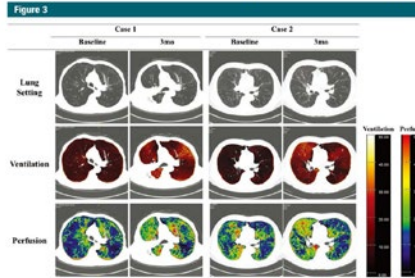 Figure 3
Case 1
Case 2
Baseline
3mo
Baseline
3mo
Lung
Setting
Ventilation
Perfusion
Ventilation